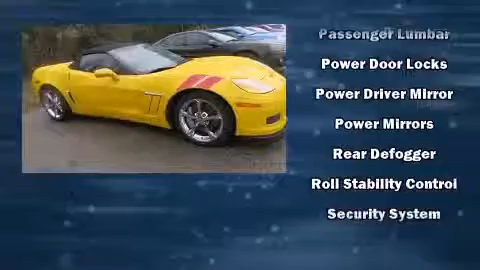 Passenger Lumbar
Power Door Locks
Power Driver Mirror
Power Mirrors
Rear Defogger
Roll Stability Control
Security System